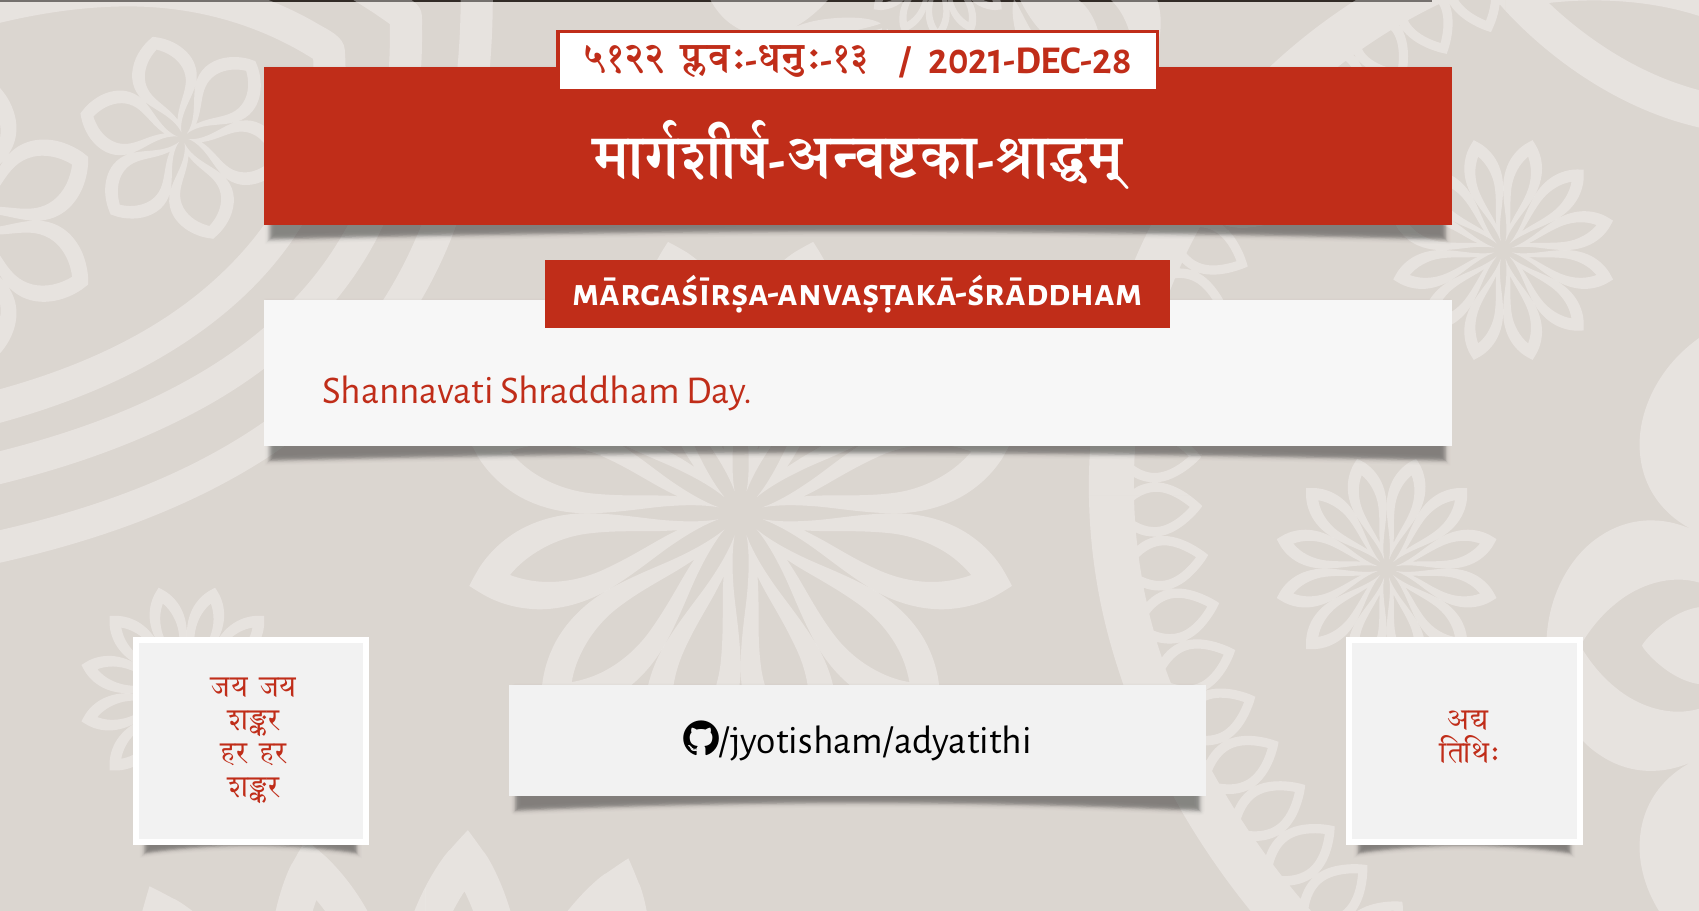 ५१२२ प्लवः-धनुः-१३ / 2021-DEC-28
मार्गशीर्ष-अन्वष्टका-श्राद्धम्
MĀRGAŚĪRṢA-ANVAṢṬAKĀ-ŚRĀDDHAM
Shannavati Shraddham Day.
जय जय
शङ्कर
हर हर
शङ्कर
/jyotisham/adyatithi
अद्य
तिथिः